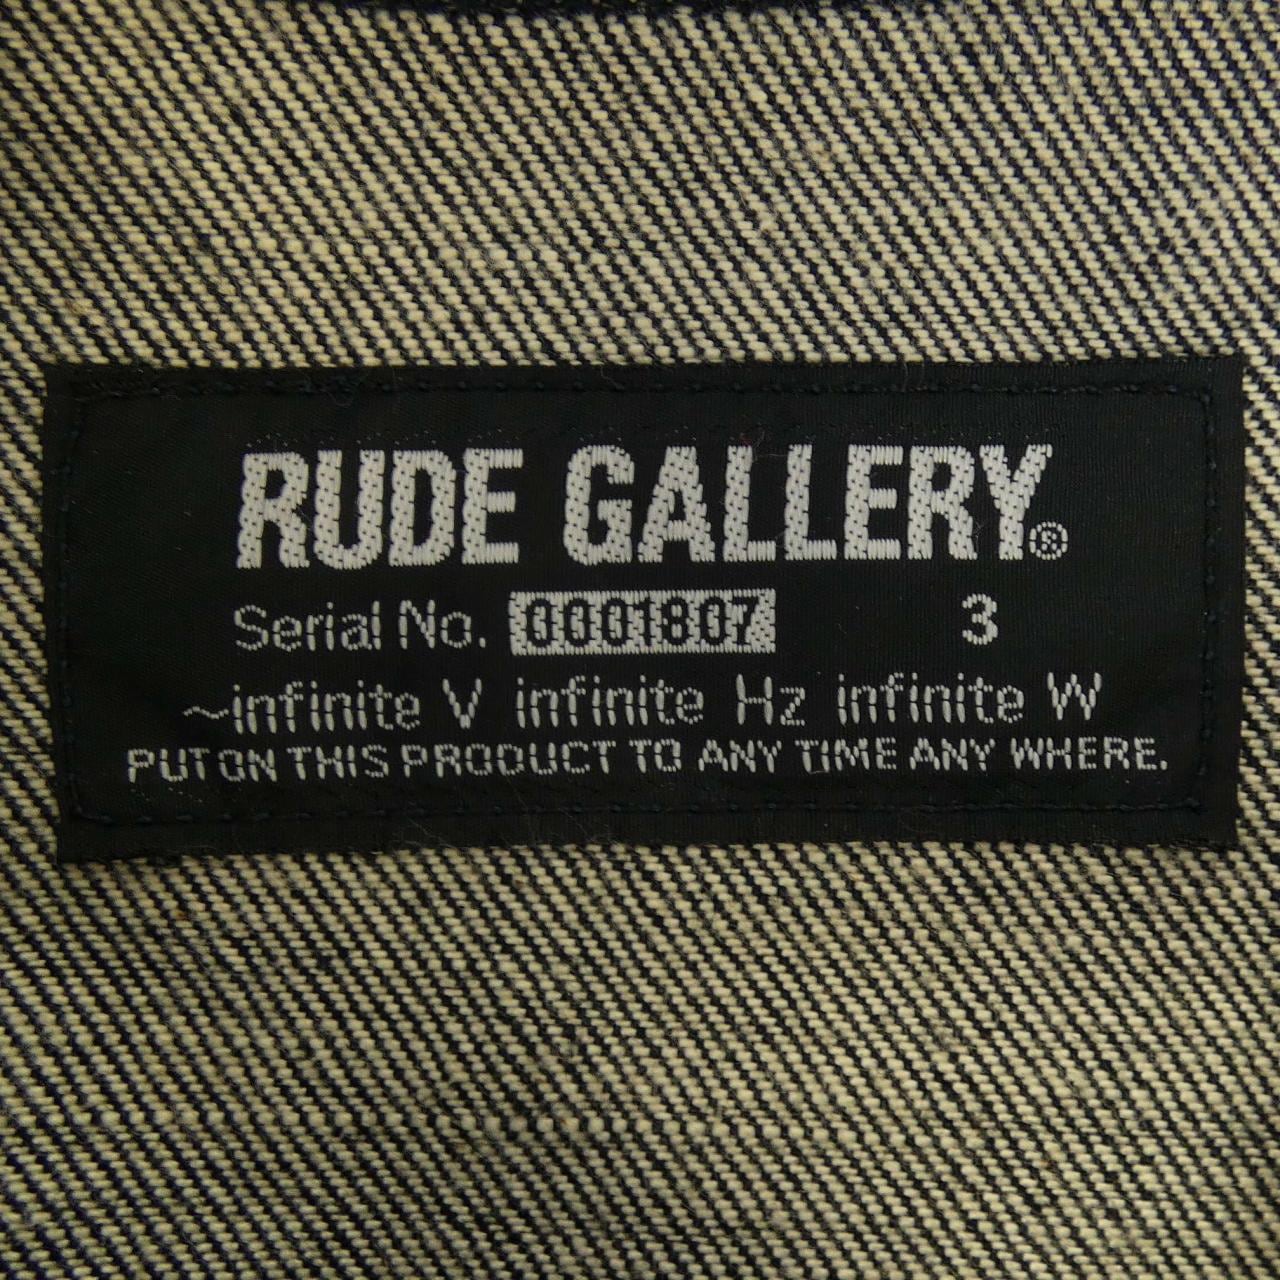 RUDE GALLERY®
Serial No. 0001807 3
~infinite V infinite Hz infinite W
PUT ON THIS PRODUCT TO ANY TIME ANY WHERE.